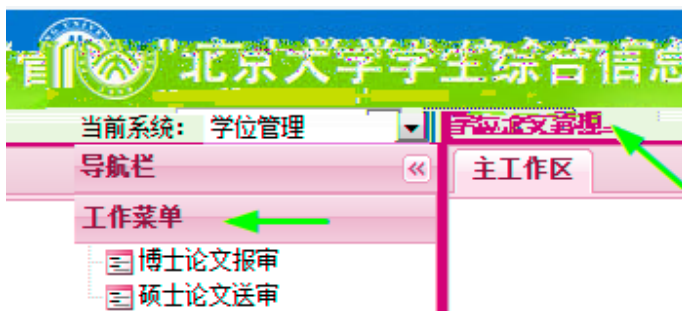 北京大学学生综合信息
当前系统： 学位管理
学位论文管理
导航栏
主工作区
工作菜单
博士论文报审
硕士论文送审